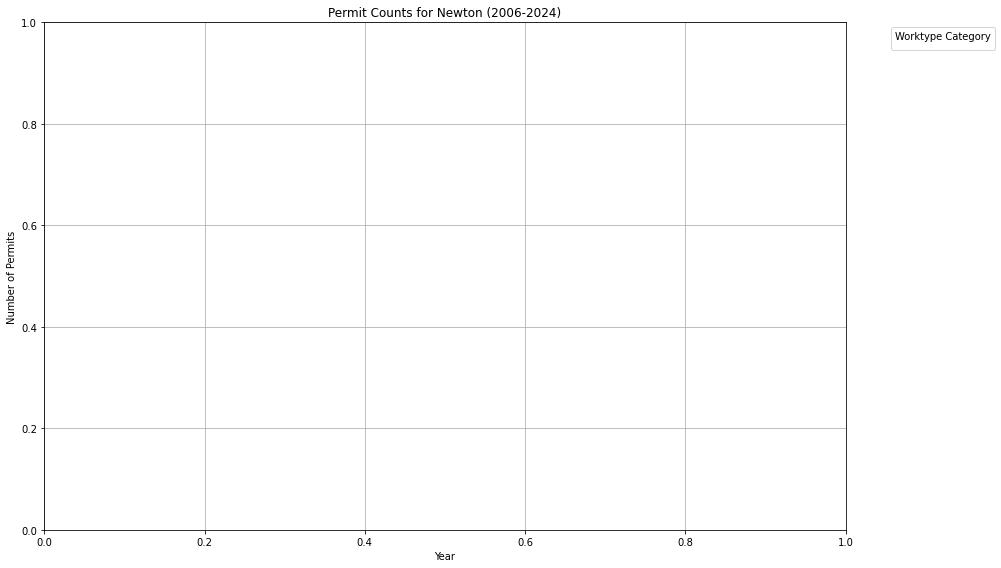 Permit Counts for Newton (2006-2024)
Worktype Category
1.0
0.8
0.6
0.4
0.2
0.0
Number of Permits
0.0 0.2 0.4 0.6 0.8 1.0
Year